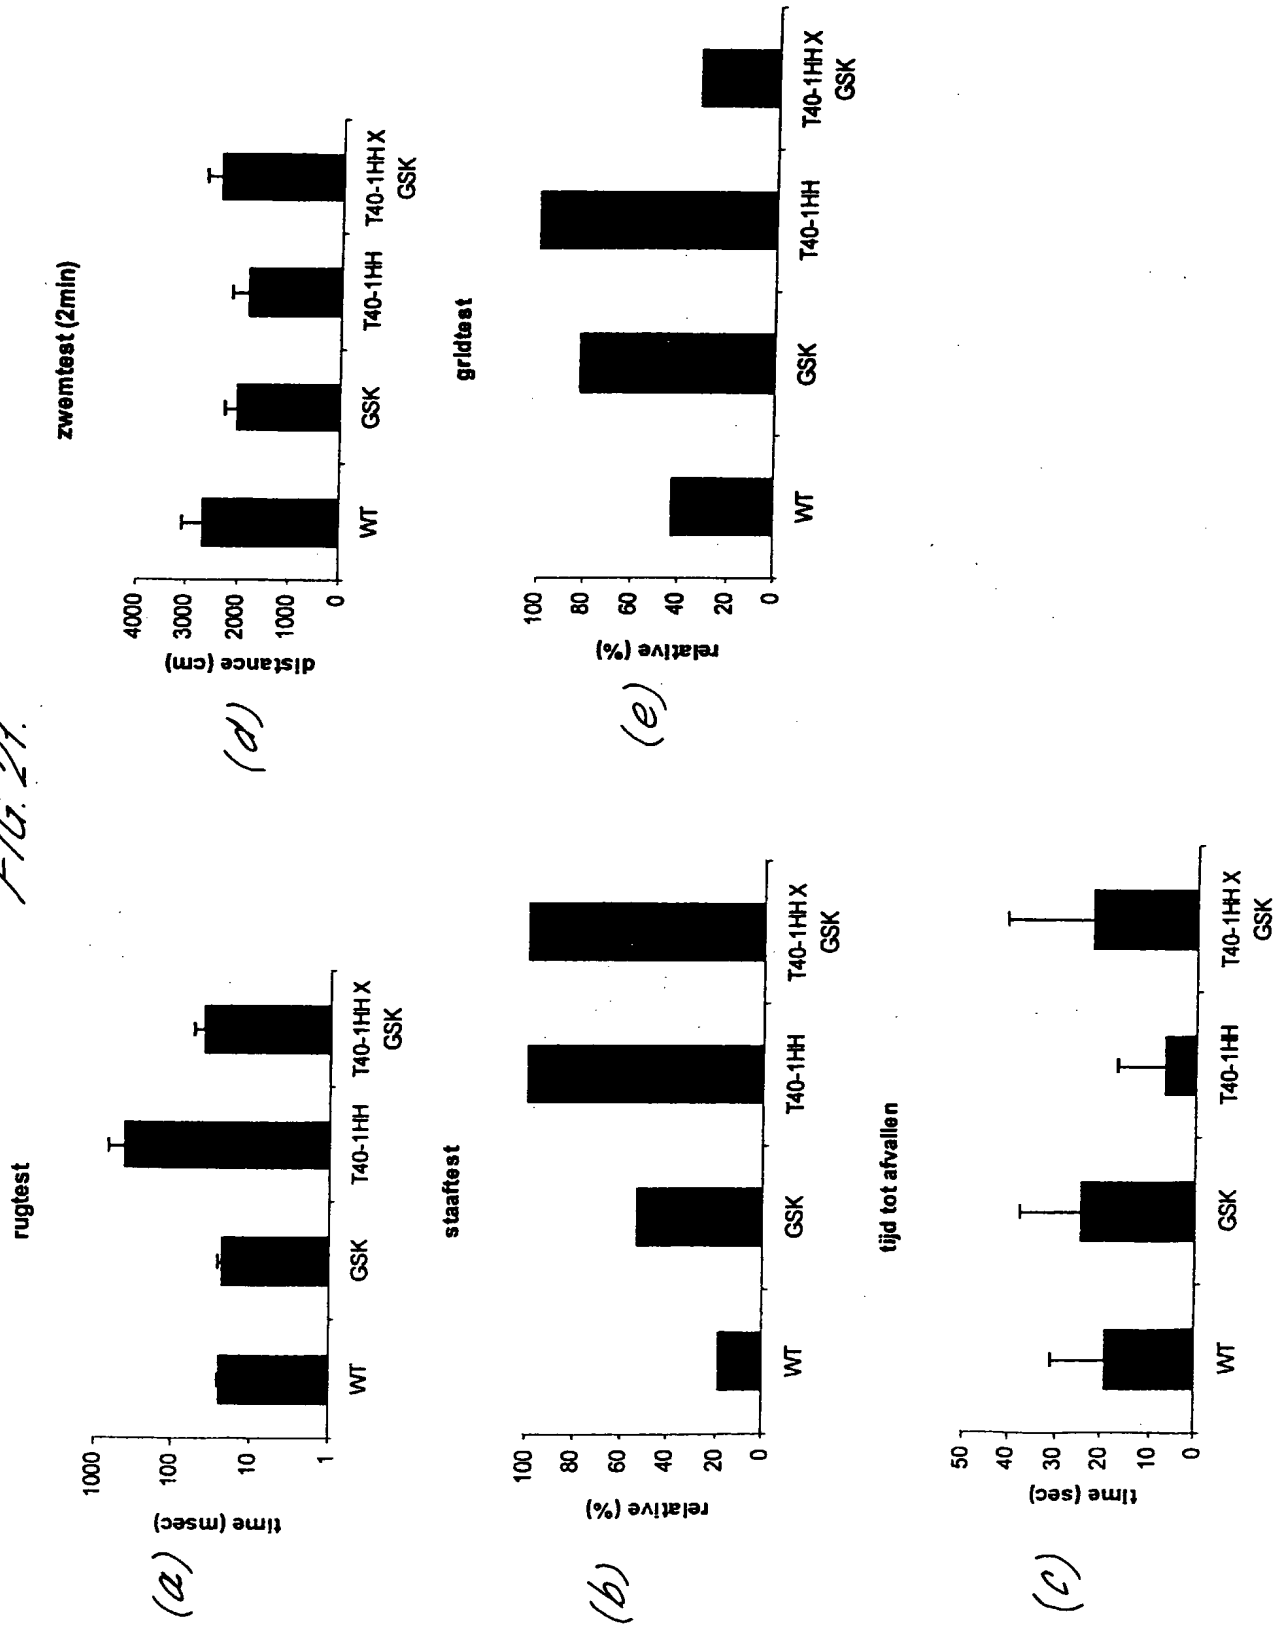 FIG. 21.
(a)
rugtest
time (msec)
1000
100
10
1
WT
GSK
T40-1HH
T40-1HH X
GSK
(b)
staaftest
relative (%)
100
80
60
40
20
0
WT
GSK
T40-1HH
T40-1HH X
GSK
(c)
tijd tot afvallen
time (sec)
50
40
30
20
10
0
WT
GSK
T40-1HH
T40-1HH X
GSK
(d)
zwemtest (2min)
distance (cm)
4000
3000
2000
1000
0
WT
GSK
T40-1HH
T40-1HH X
GSK
(e)
gridtest
relative (%)
100
80
60
40
20
0
WT
GSK
T40-1HH
T40-1HH X
GSK